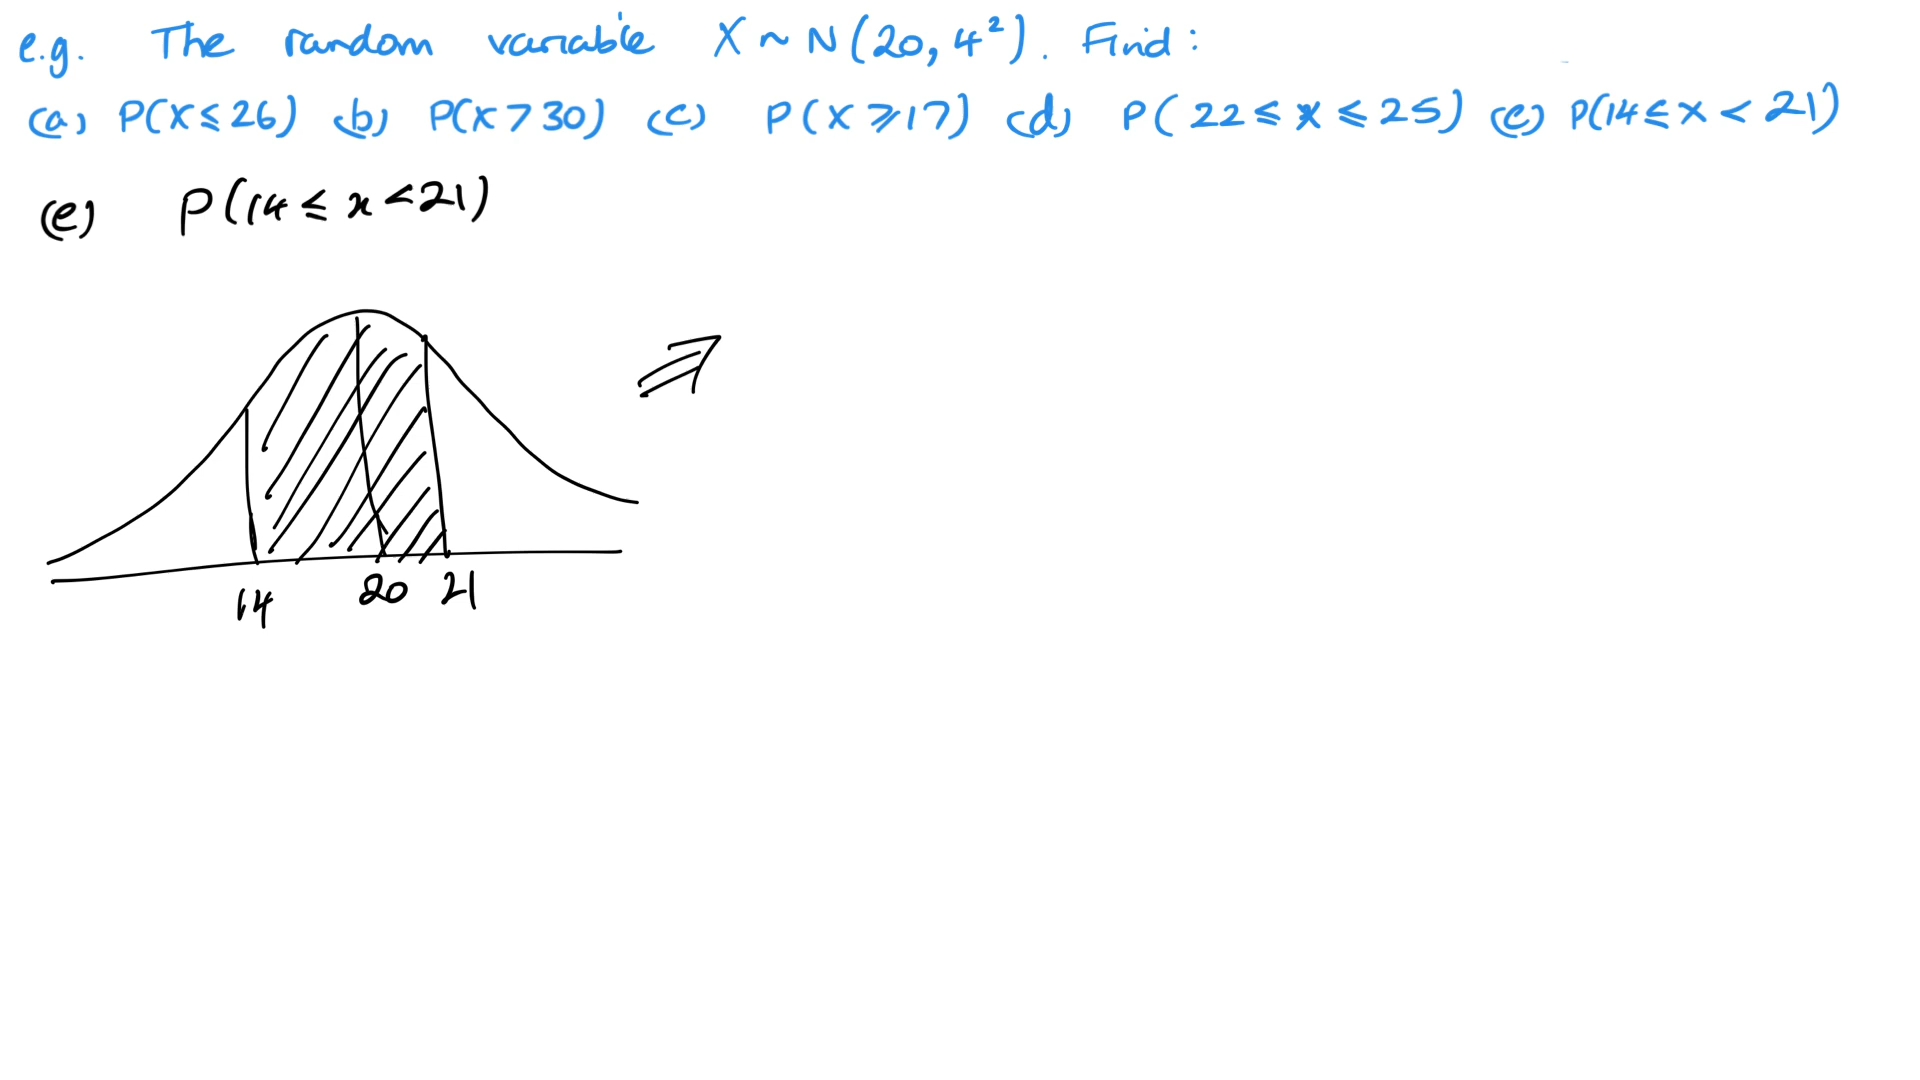 e.g. The random variable X ~ N(20, 4²). Find:
(a) P(X ≤ 26) (b) P(X > 30) (c) P(X ≥ 17) (d) P(22 ≤ X ≤ 25) (e) P(14 ≤ X < 21)
(e) P(14 ≤ x < 21)
14 20 21